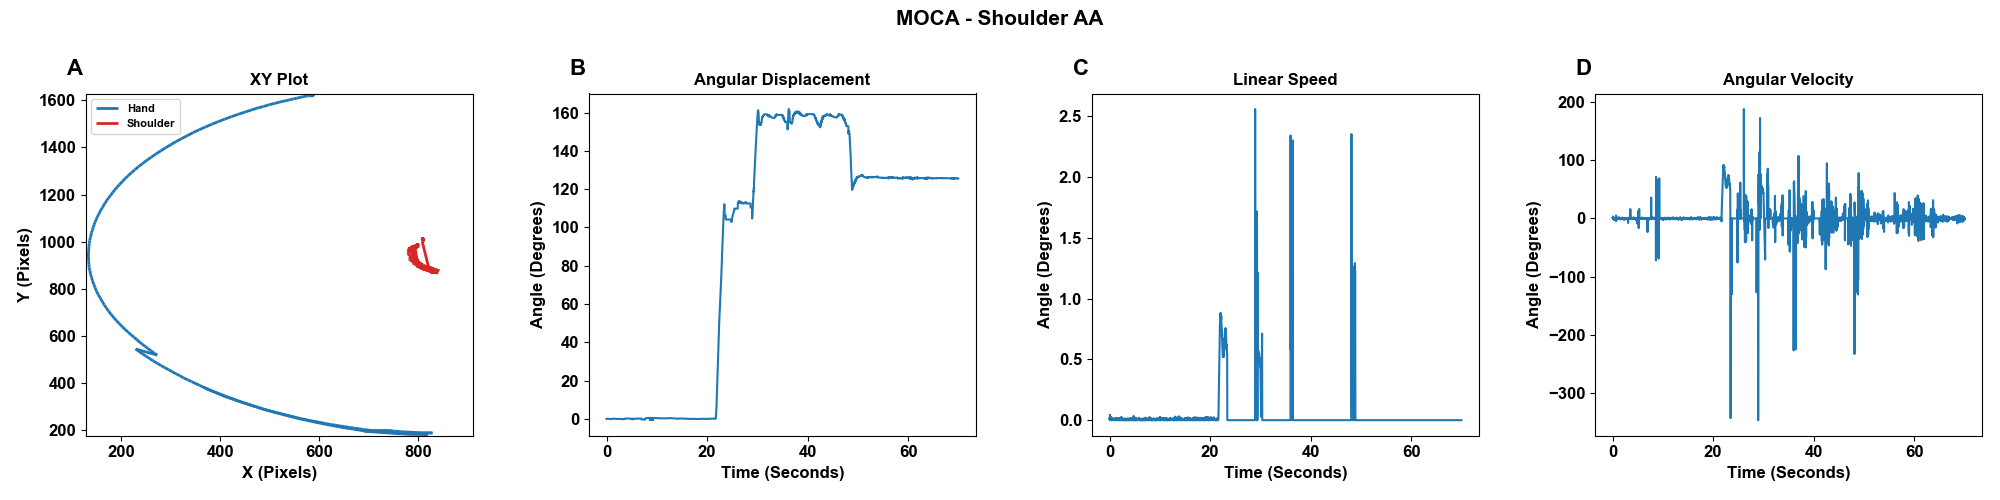 MOCA - Shoulder AA
A
XY Plot
Hand
Shoulder
1600
1400
1200
1000
800
600
400
200
Y (Pixels)
200 400 600 800
X (Pixels)
B
Angular Displacement
160
140
120
100
80
60
40
20
0
Angle (Degrees)
0 20 40 60
Time (Seconds)
C
Linear Speed
2.5
2.0
1.5
1.0
0.5
0.0
Angle (Degrees)
0 20 40 60
Time (Seconds)
D
Angular Velocity
200
100
0
−100
−200
−300
Angle (Degrees)
0 20 40 60
Time (Seconds)